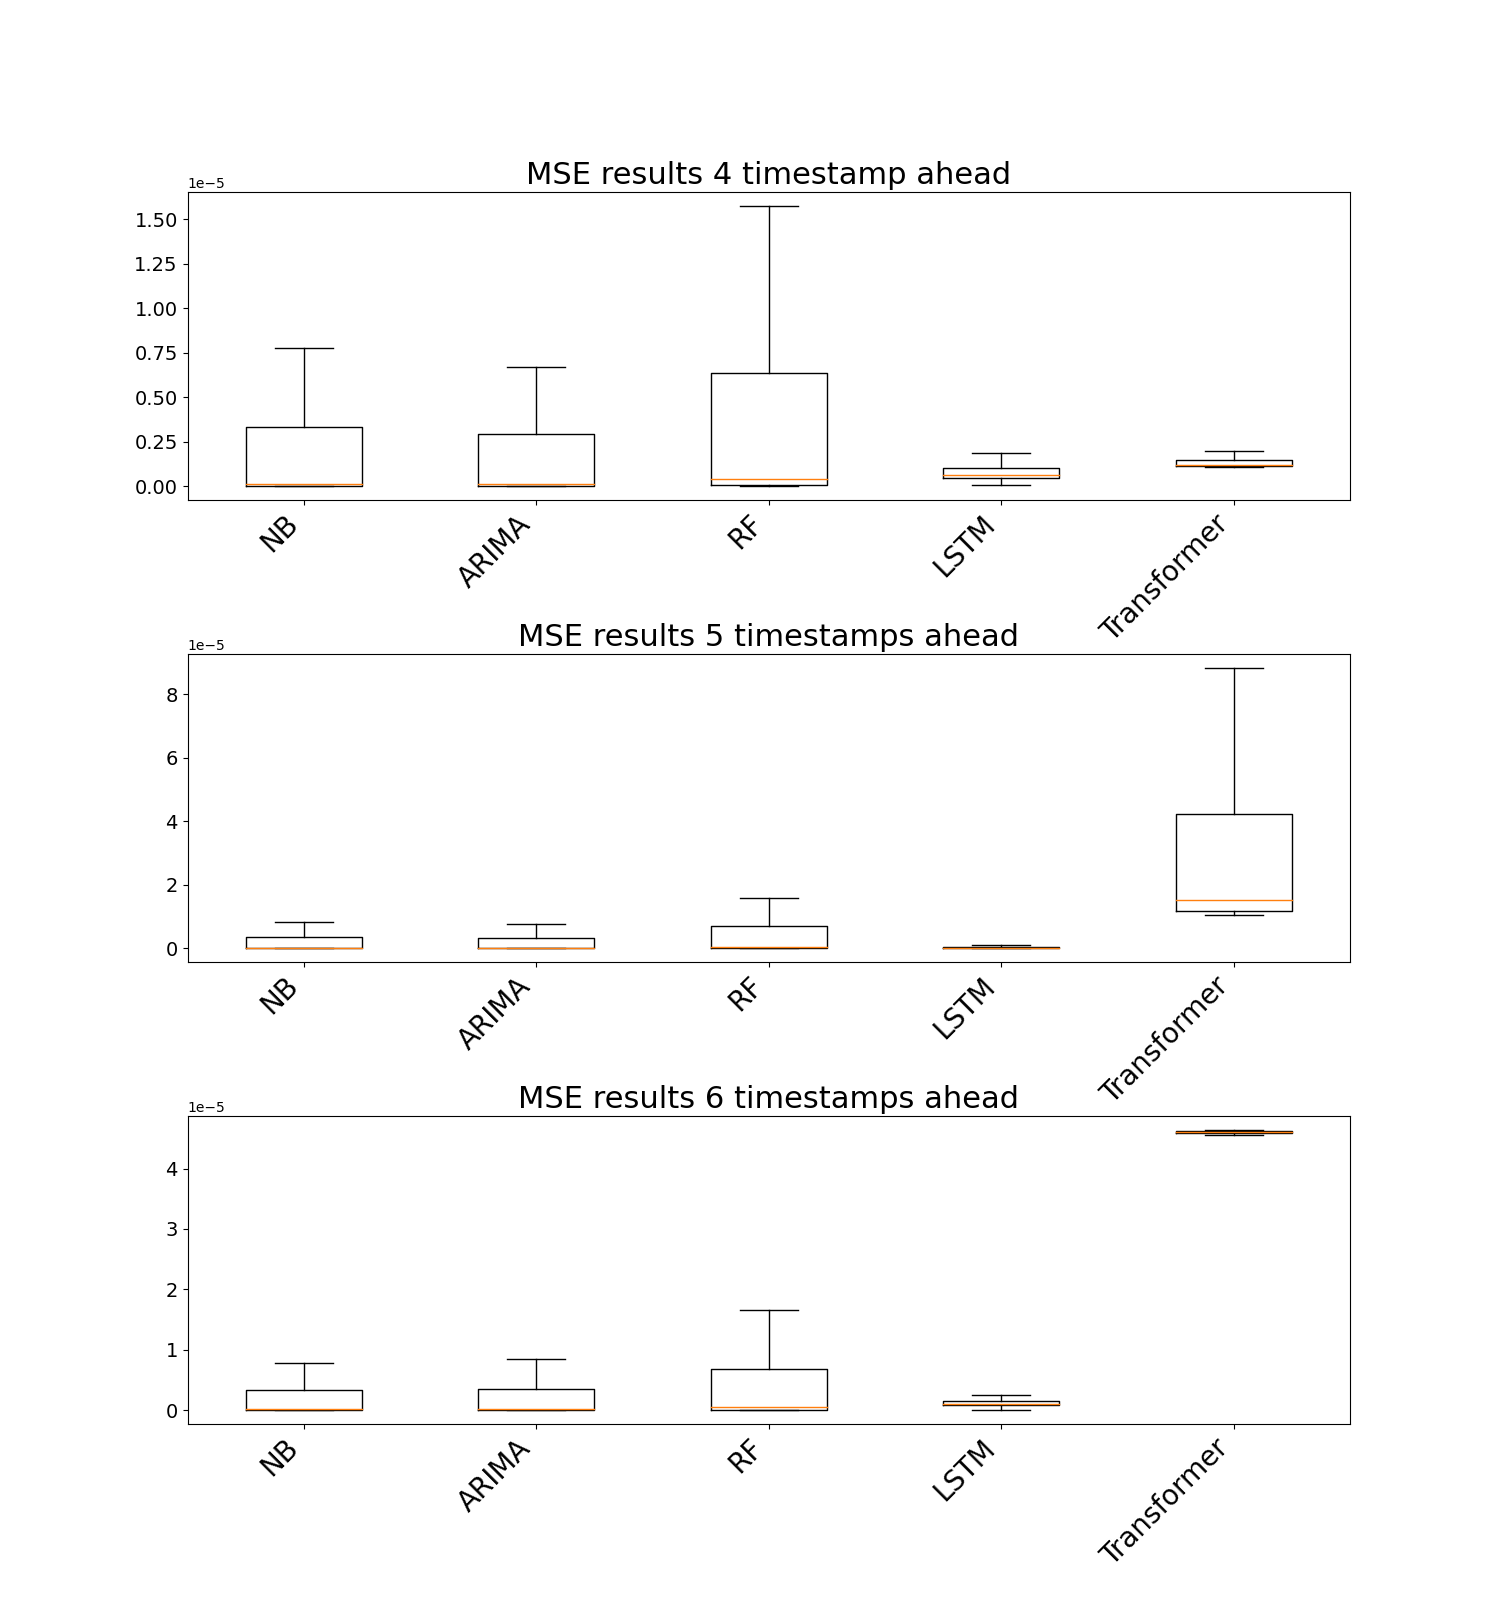 MSE results 4 timestamp ahead
1e−5
1.50
1.25
1.00
0.75
0.50
0.25
0.00
NB
ARIMA
RF
LSTM
Transformer
MSE results 5 timestamps ahead
1e−5
8
6
4
2
0
NB
ARIMA
RF
LSTM
Transformer
MSE results 6 timestamps ahead
1e−5
4
3
2
1
0
NB
ARIMA
RF
LSTM
Transformer